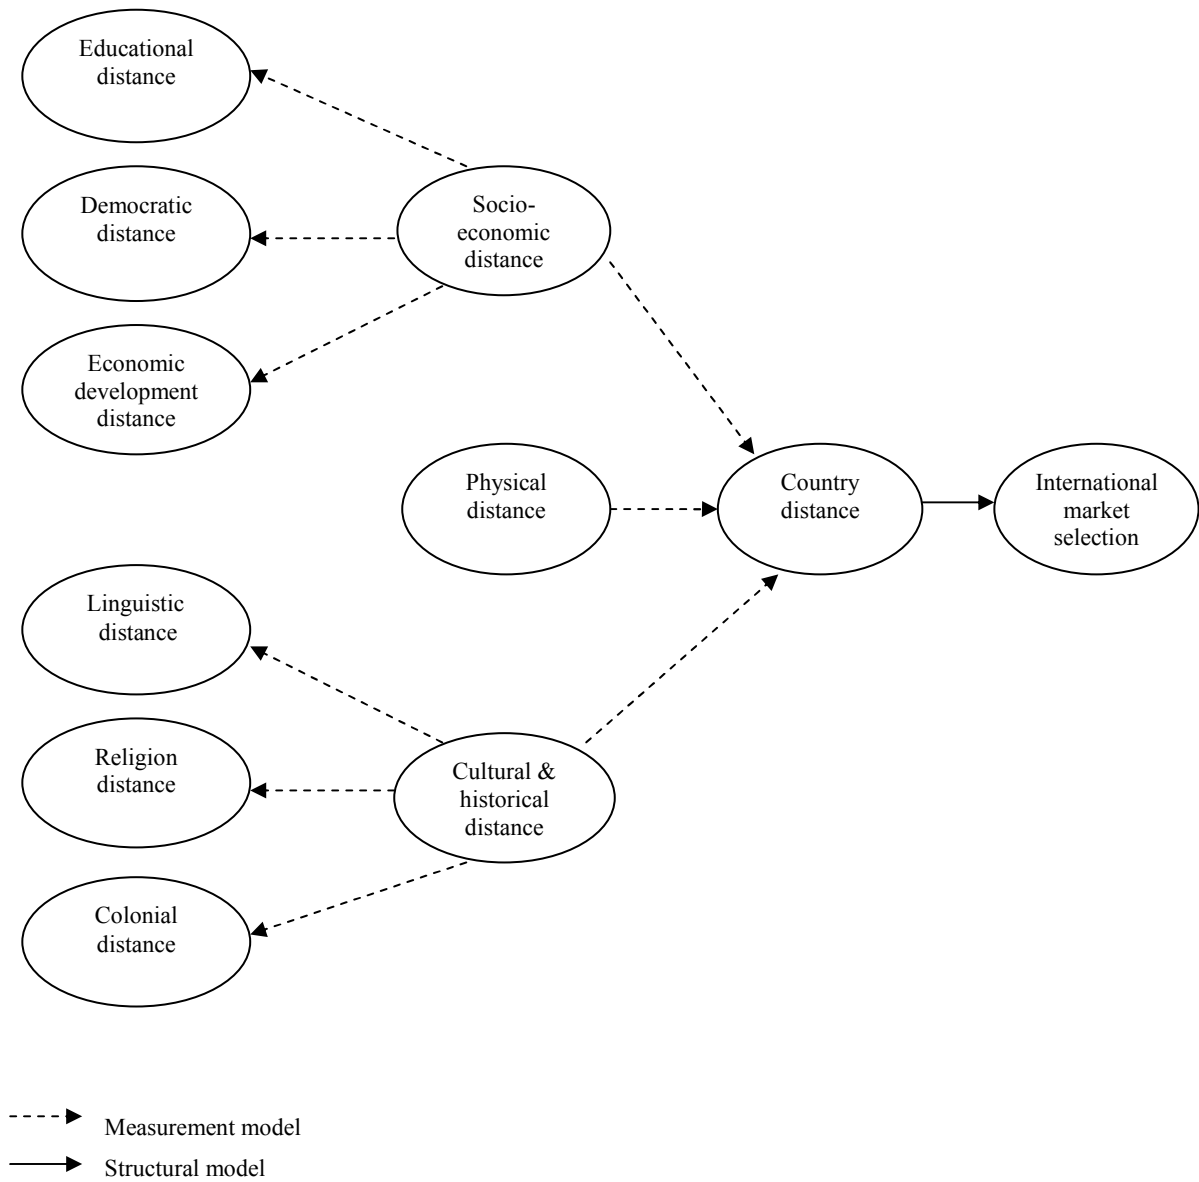 Educational
distance
Democratic
distance
Economic
development
distance
Socio-
economic
distance
Physical
distance
Country
distance
International
market
selection
Linguistic
distance
Religion
distance
Colonial
distance
Cultural &
historical
distance
Measurement model
Structural model